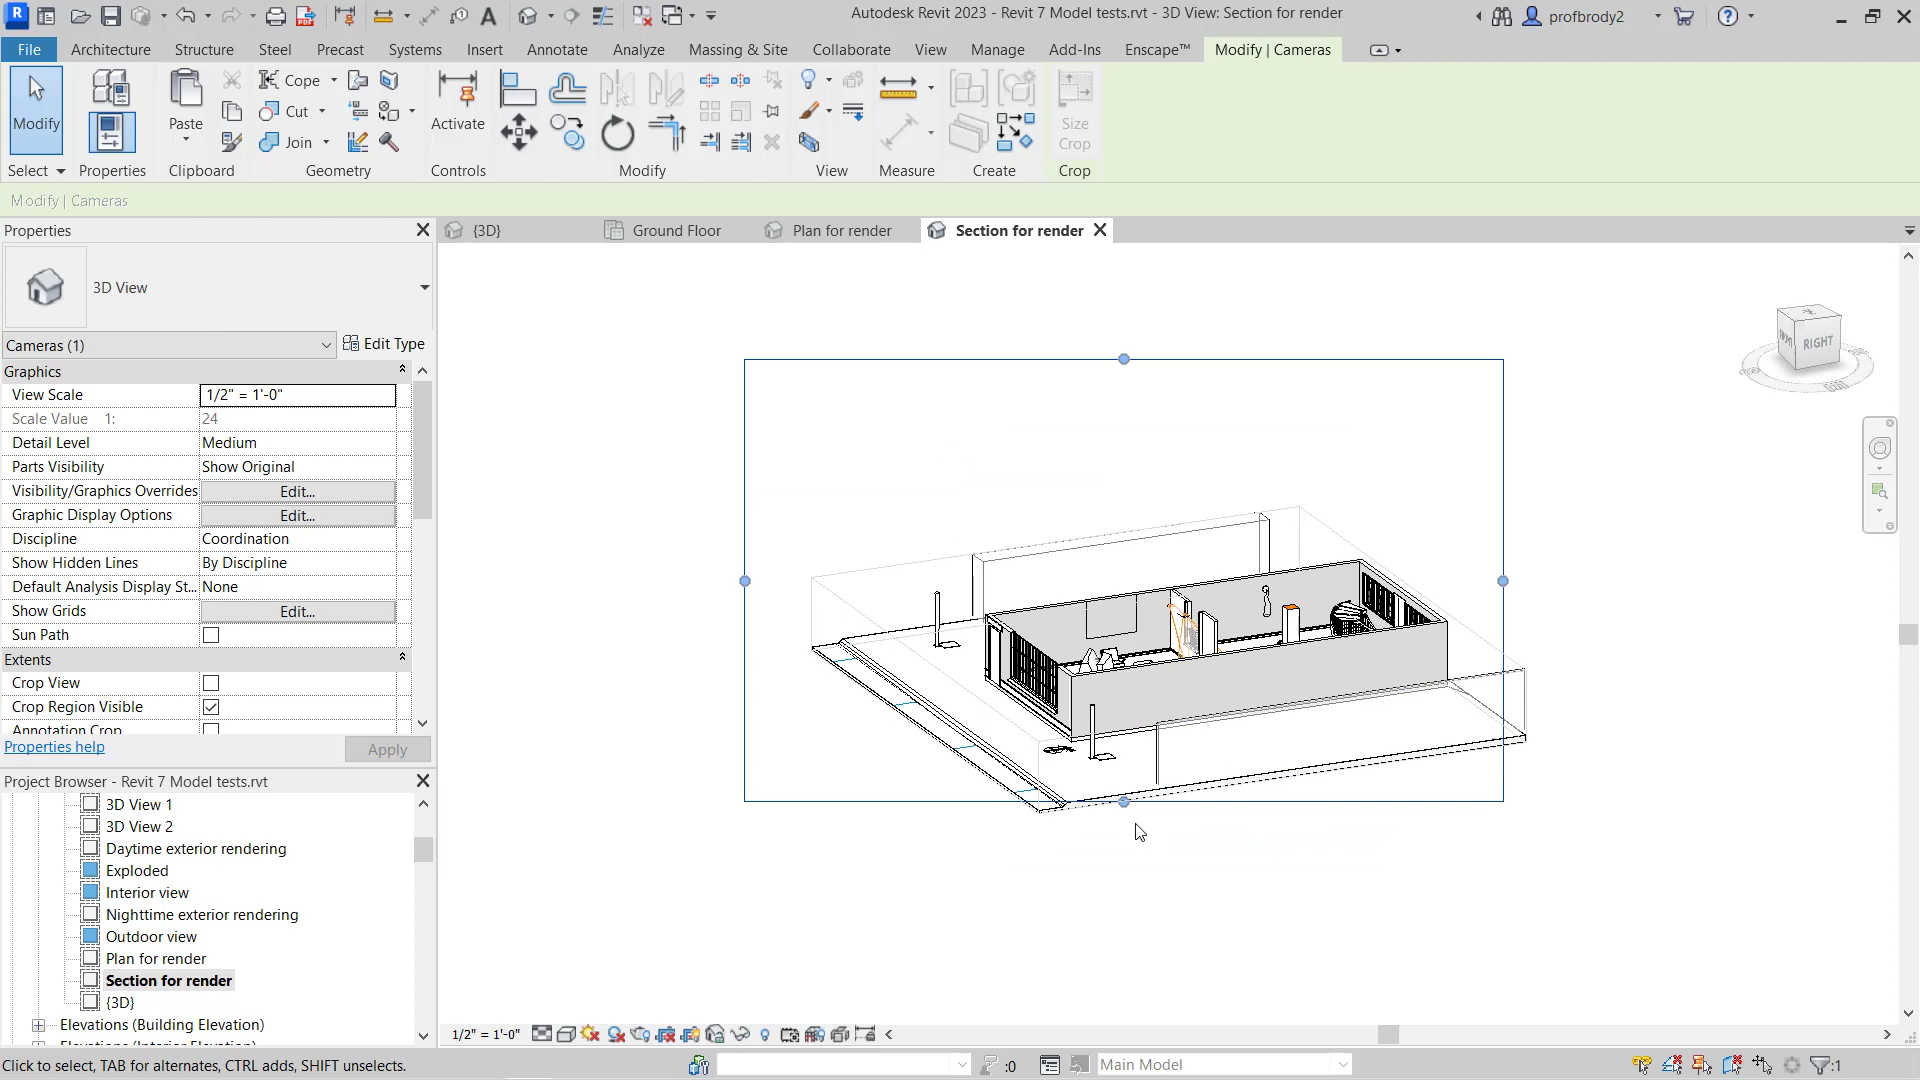 Autodesk Revit 2023 - Revit 7 Model tests.rvt - 3D View: Section for render
profbrody2
File Architecture Structure Steel Precast Systems Insert Annotate Analyze Massing & Site Collaborate View Manage Add-Ins Enscape™ Modify | Cameras
Modify
Paste
Cope
Cut
Join
Activate
Size
Crop
Select Properties Clipboard Geometry Controls Modify View Measure Create Crop
Modify | Cameras
Properties
{3D} Ground Floor Plan for render Section for render
3D View
Cameras (1) Edit Type
Graphics
View Scale 1/2" = 1'-0"
Scale Value 1: 24
Detail Level Medium
Parts Visibility Show Original
Visibility/Graphics Overrides Edit...
Graphic Display Options Edit...
Discipline Coordination
Show Hidden Lines By Discipline
Default Analysis Display St... None
Show Grids Edit...
Sun Path
Extents
Crop View
Crop Region Visible
Annotation Crop
Properties help Apply
Project Browser - Revit 7 Model tests.rvt
3D View 1
3D View 2
Daytime exterior rendering
Exploded
Interior view
Nighttime exterior rendering
Outdoor view
Plan for render
Section for render
{3D}
Elevations (Building Elevation)
RIGHT
1/2" = 1'-0"
Click to select, TAB for alternates, CTRL adds, SHIFT unselects.
:0
Main Model
:1